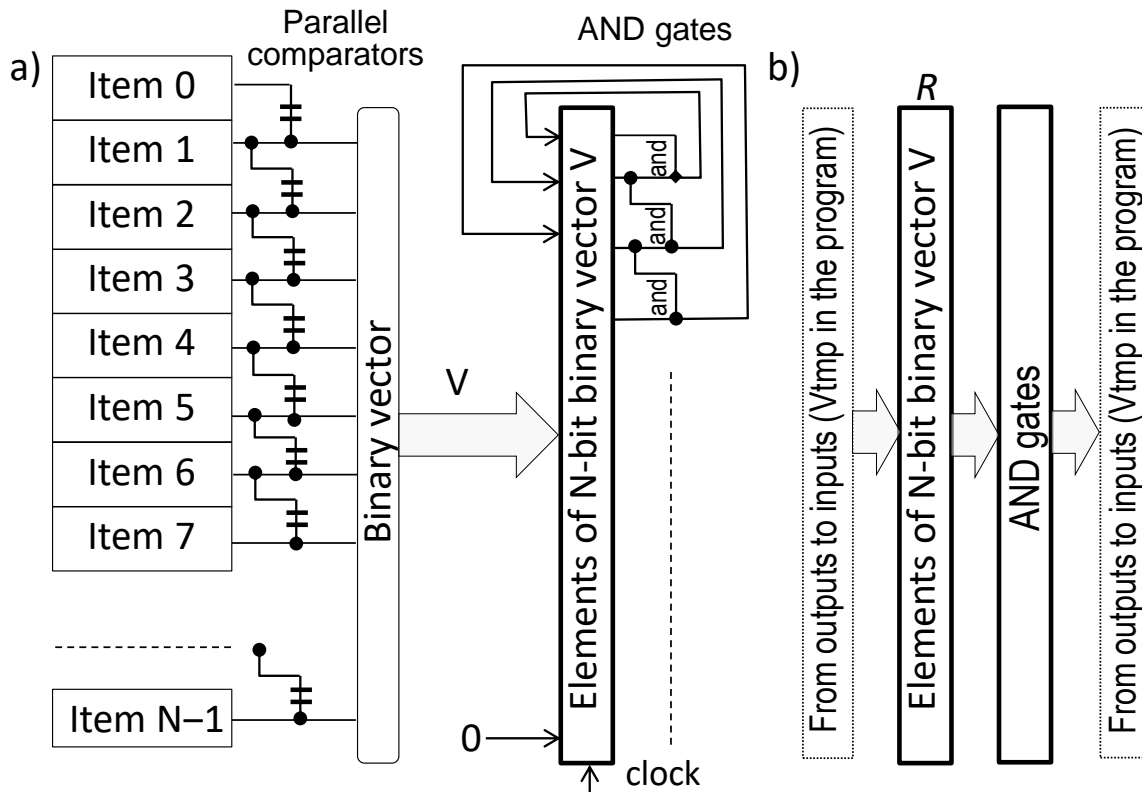 a)
Parallel
comparators
Item 0
Item 1
Item 2
Item 3
Item 4
Item 5
Item 6
Item 7
Item N–1
Binary vector
V
AND gates
Elements of N-bit binary vector V
and
and
and
0
clock
b)
R
From outputs to inputs (Vtmp in the program)
Elements of N-bit binary vector V
AND gates
From outputs to inputs (Vtmp in the program)